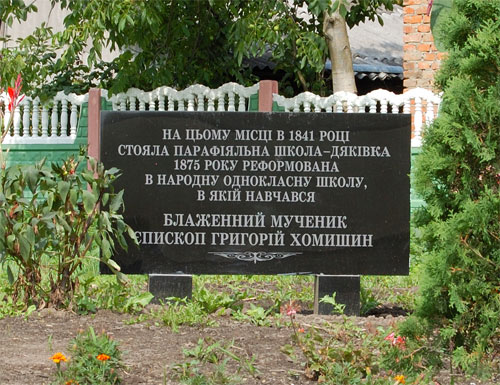 НА ЦЬОМУ МІСЦІ В 1841 РОЦІ
СТОЯЛА ПАРАФІЯЛЬНА ШКОЛА-ДЯКІВКА
1875 РОКУ РЕФОРМОВАНА
В НАРОДНУ ОДНОКЛАСНУ ШКОЛУ,
В ЯКІЙ НАВЧАВСЯ
БЛАЖЕННИЙ МУЧЕНИК
ЄПИСКОП ГРИГОРІЙ ХОМИШИН